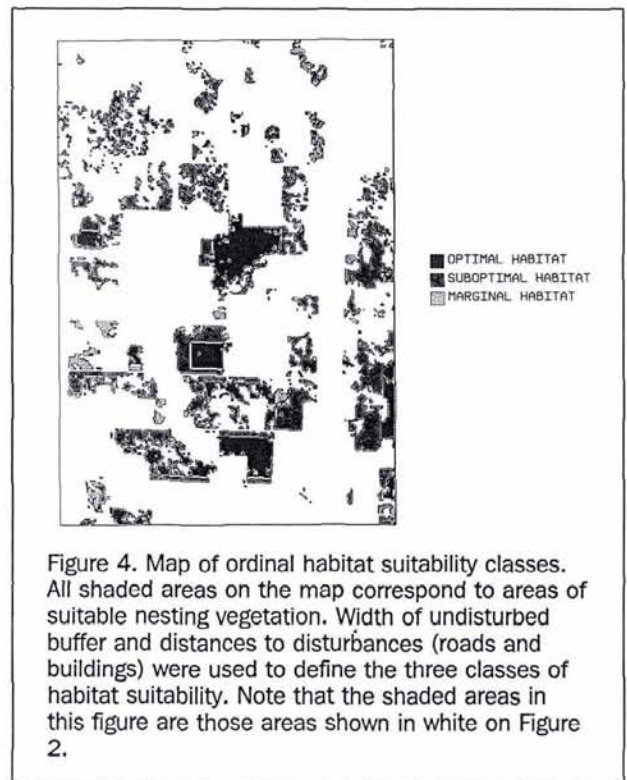 OPTIMAL HABITAT
SUBOPTIMAL HABITAT
MARGINAL HABITAT
Figure 4. Map of ordinal habitat suitability classes.
All shaded areas on the map correspond to areas of
suitable nesting vegetation. Width of undisturbed
buffer and distances to disturbances (roads and
buildings) were used to define the three classes of
habitat suitability. Note that the shaded areas in
this figure are those areas shown in white on Figure
2.